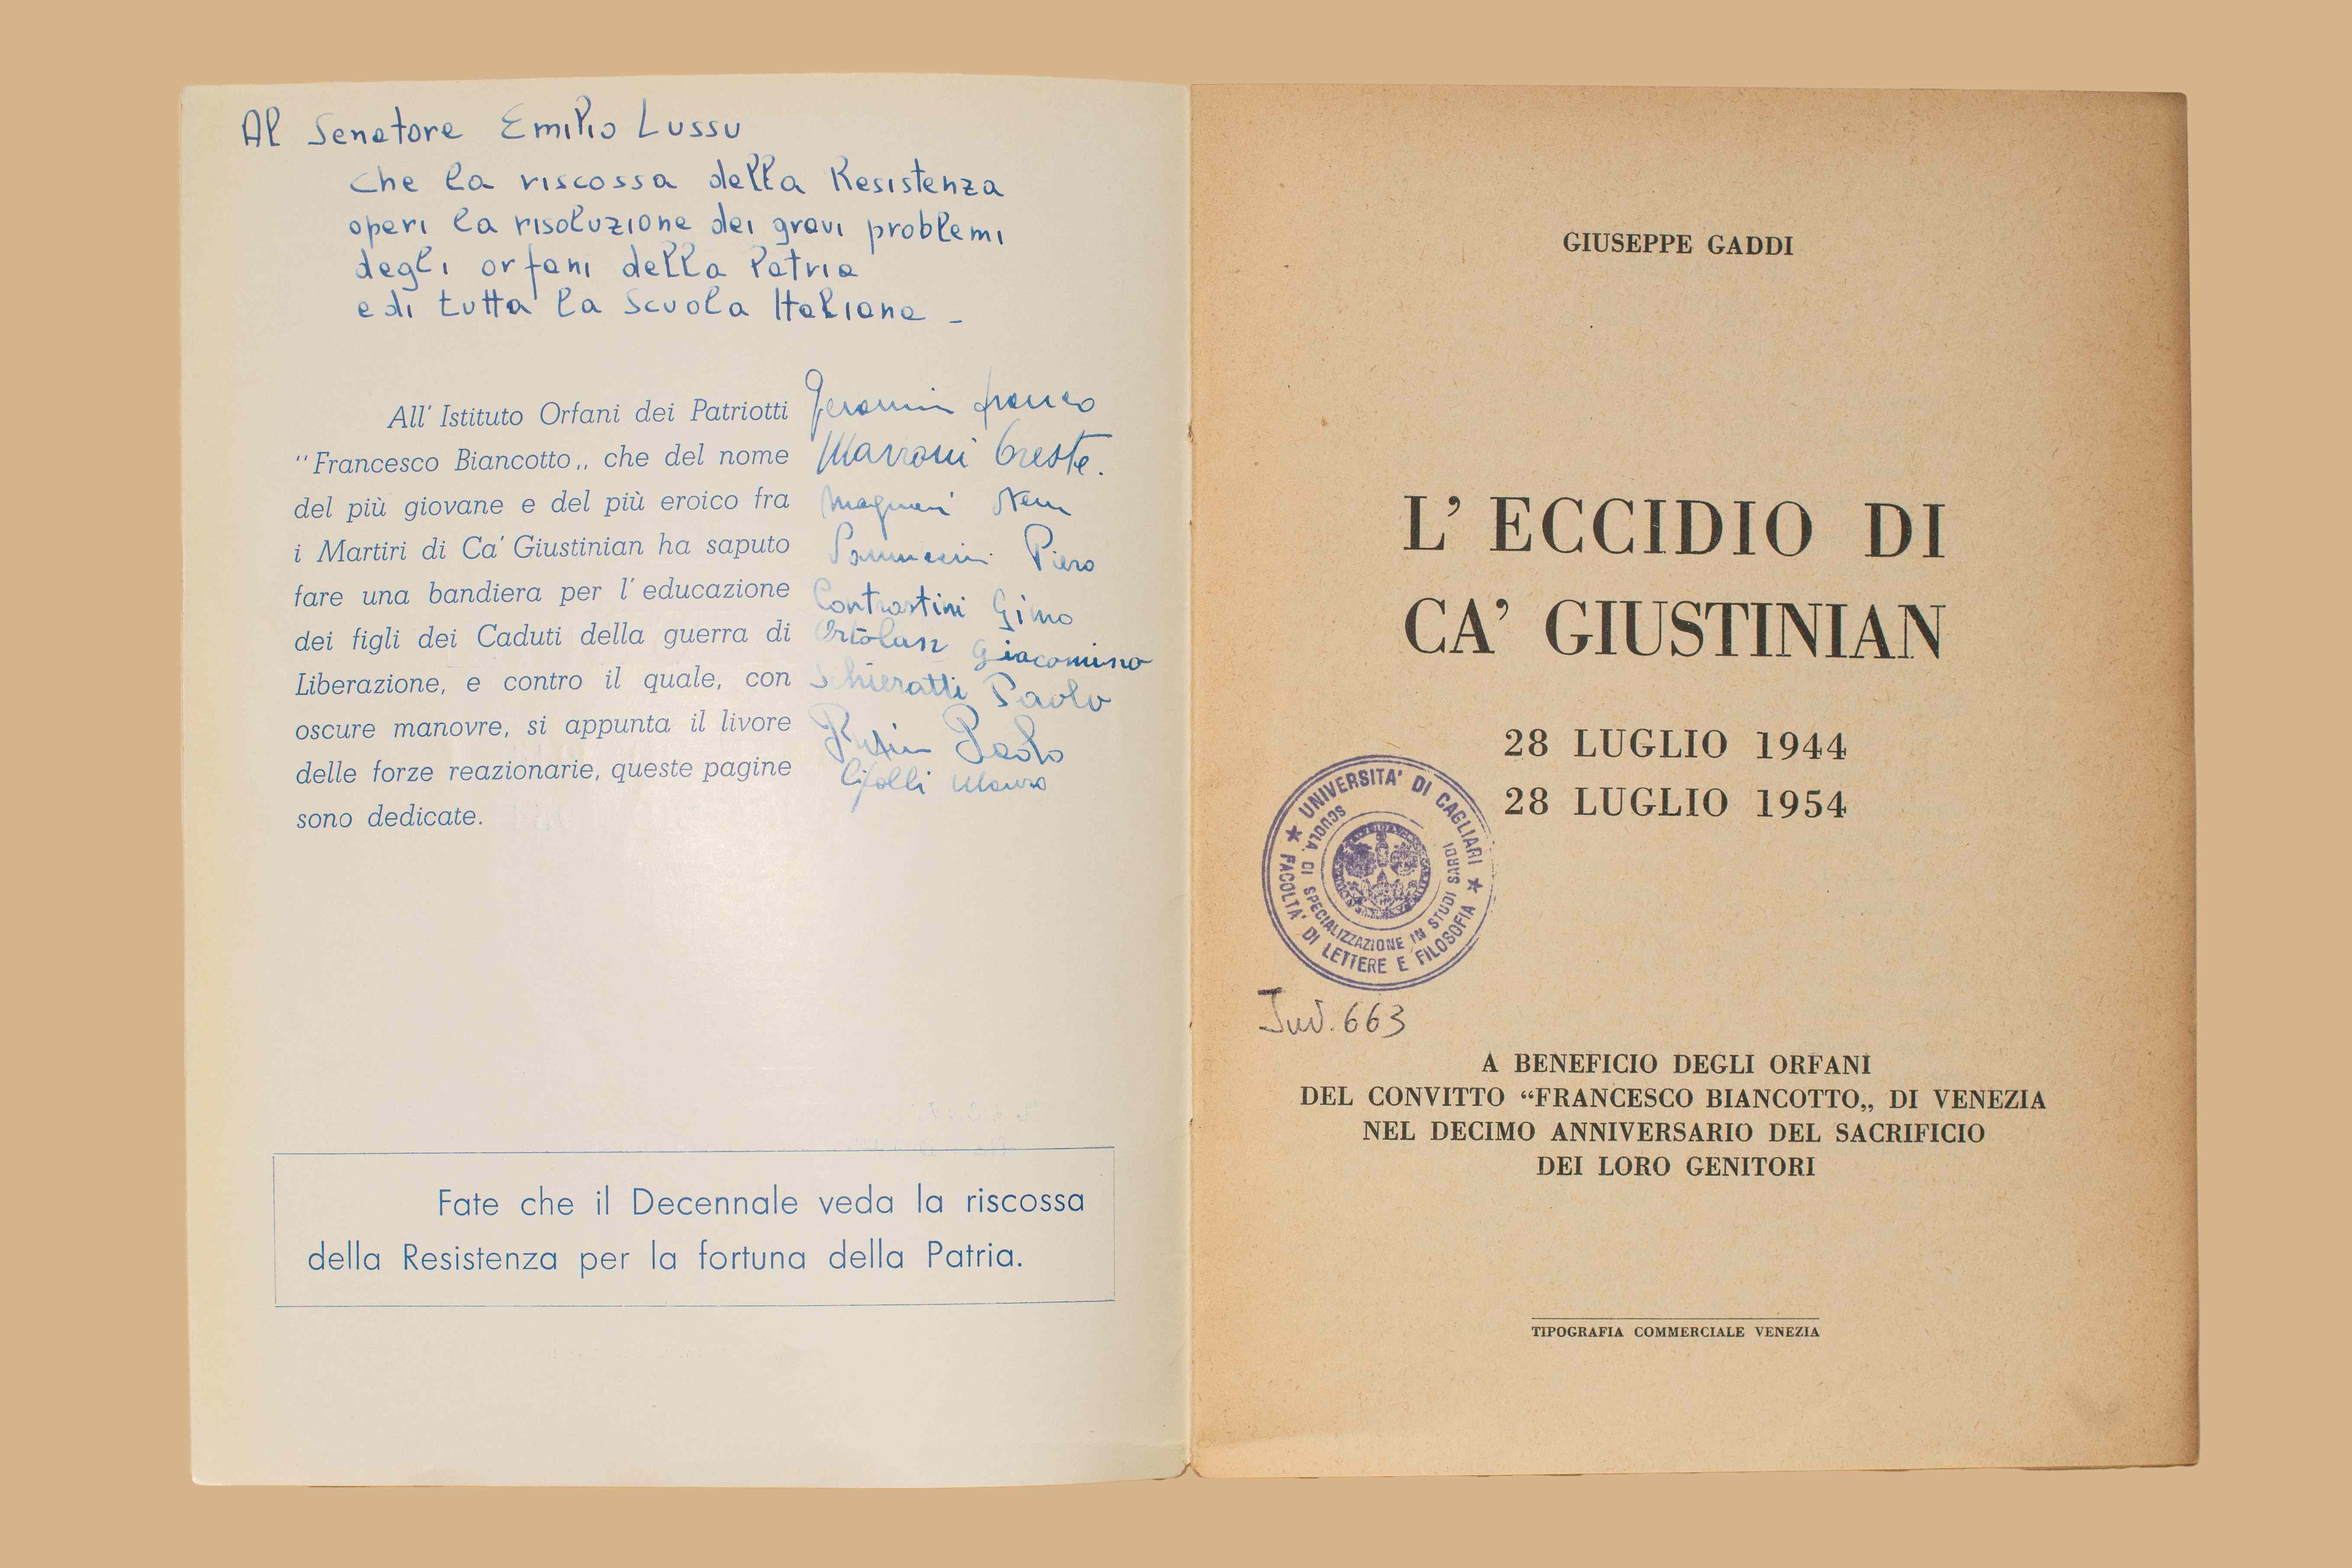 Al Senatore Emilio Lussu
che la riscossa della Resistenza
operi la risoluzione dei gravi problemi
degli orfani della Patria
e di tutta la Scuola Italiana -
All' Istituto Orfani dei Patriotti
"Francesco Biancotto„ che del nome
del più giovane e del più eroico fra
i Martiri di Ca' Giustinian ha saputo
fare una bandiera per l' educazione
dei figli dei Caduti della guerra di
Liberazione, e contro il quale, con
oscure manovre, si appunta il livore
delle forze reazionarie, queste pagine
sono dedicate.
Geromin Franco
Marroni Oreste.
Piero
Contrastini Gino
Ortolan Giacomino
Schieratti Paolo
Paolo
Mauro
Fate che il Decennale veda la riscossa
della Resistenza per la fortuna della Patria.
GIUSEPPE GADDI
L' ECCIDIO DI
CA' GIUSTINIAN
28 LUGLIO 1944
28 LUGLIO 1954
★ UNIVERSITA' DI CAGLIARI ★
FACOLTA' DI LETTERE E FILOSOFIA
SCUOLA DI SPECIALIZZAZIONE IN STUDI SARDI
Inv. 663
A BENEFICIO DEGLI ORFANI
DEL CONVITTO “FRANCESCO BIANCOTTO„ DI VENEZIA
NEL DECIMO ANNIVERSARIO DEL SACRIFICIO
DEI LORO GENITORI
TIPOGRAFIA COMMERCIALE VENEZIA